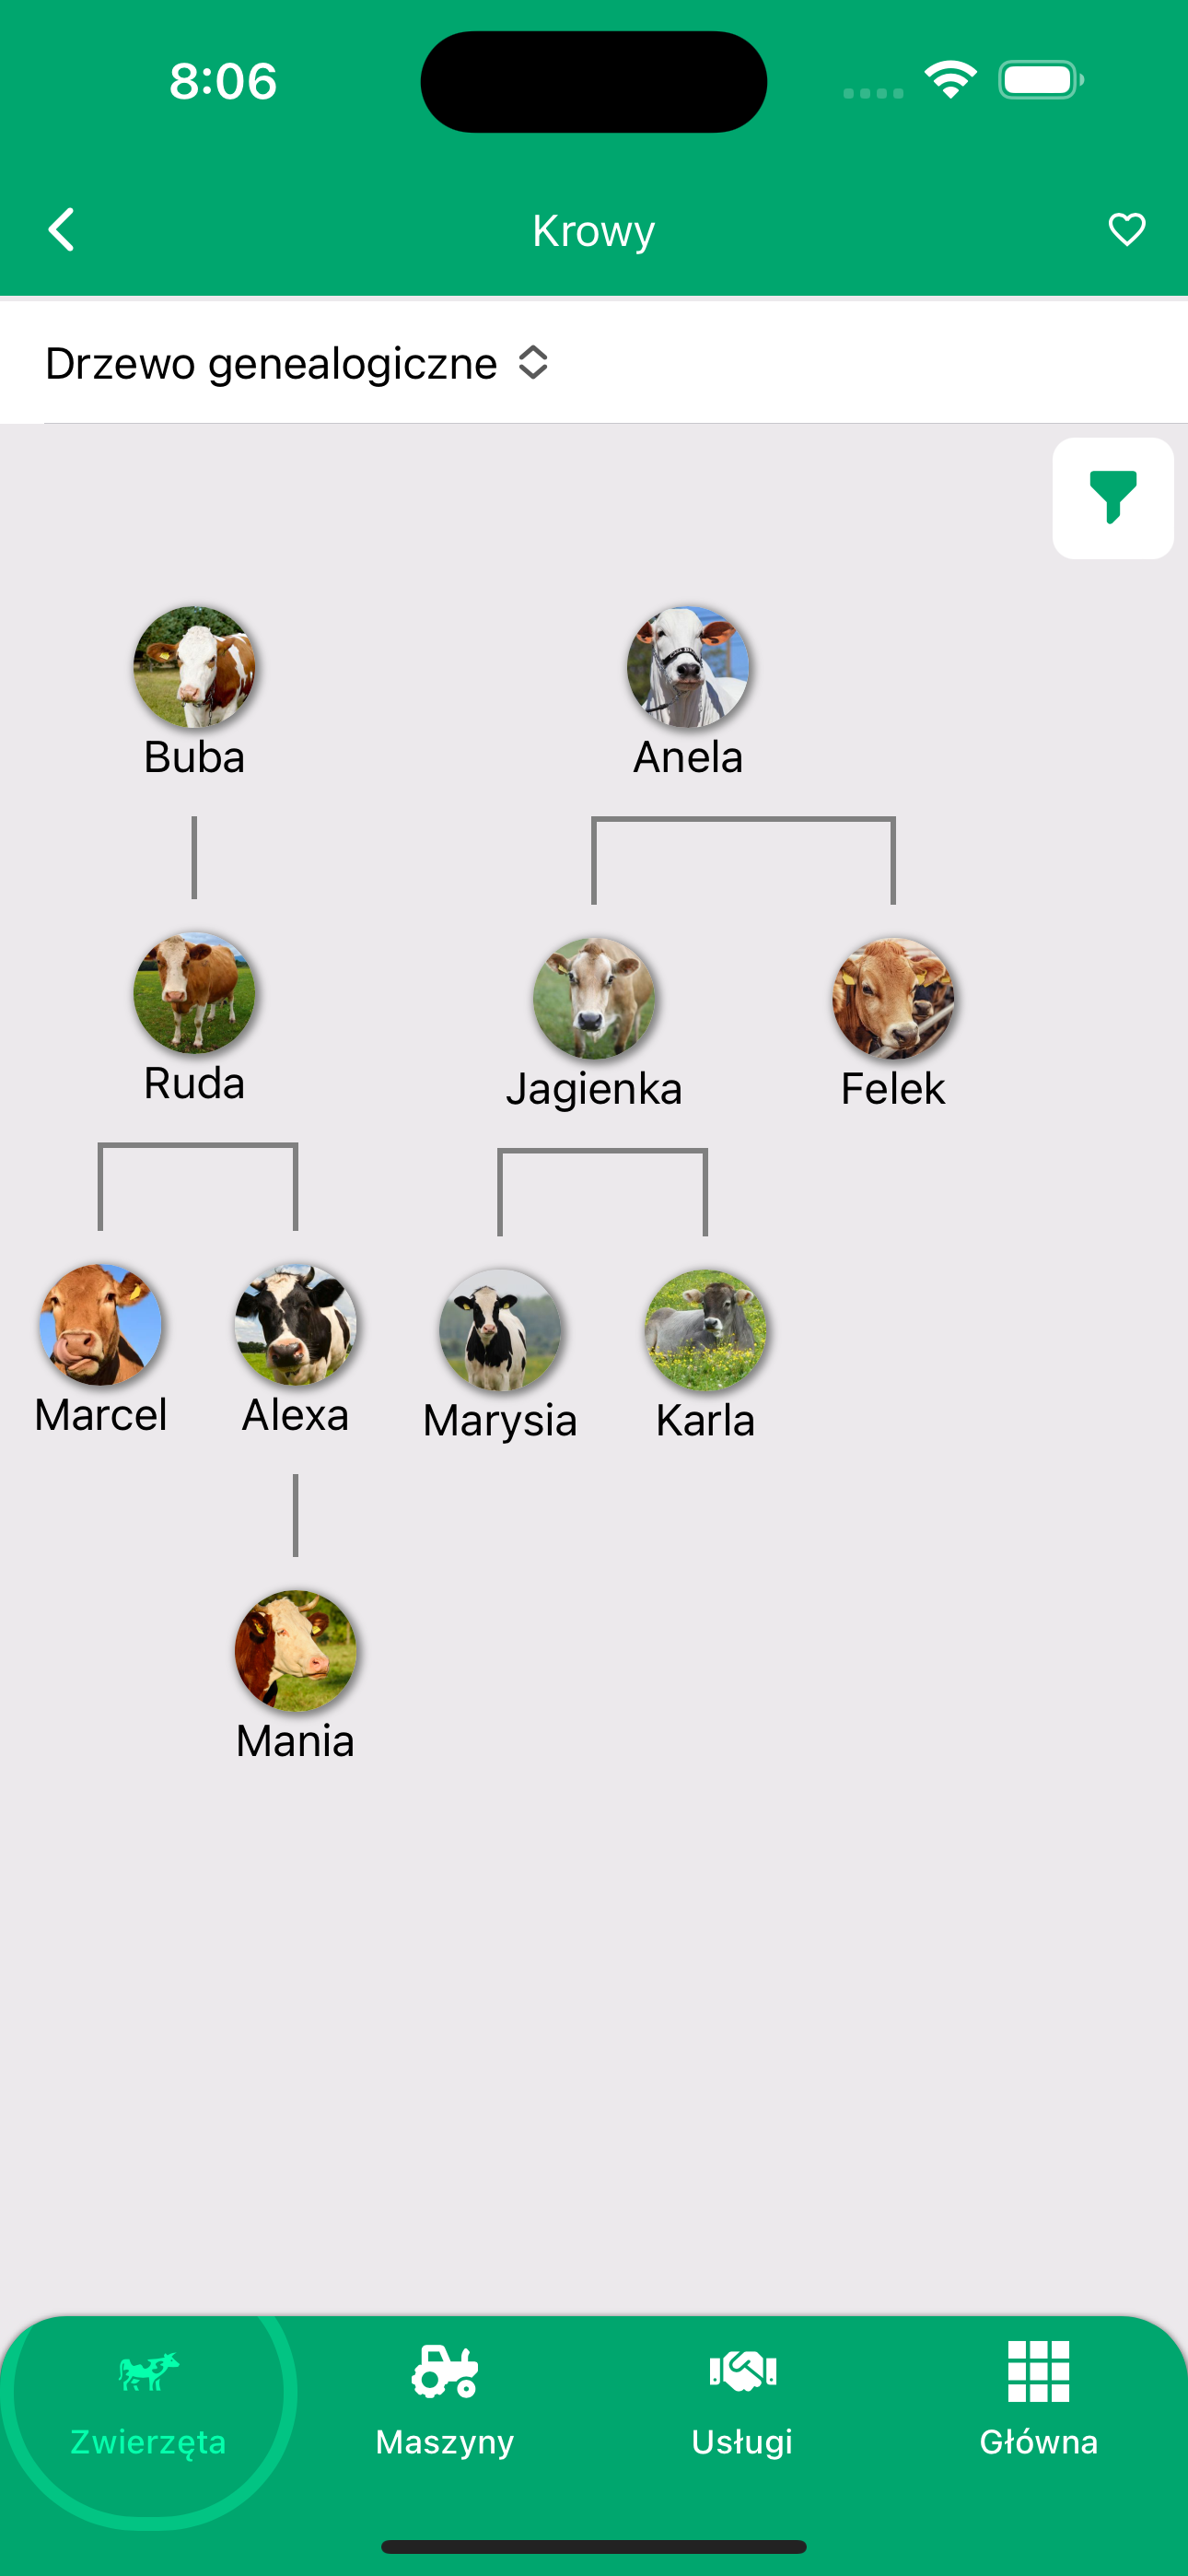 8:06
Krowy
Drzewo genealogiczne
Buba
Anela
Ruda
Jagienka
Felek
Marcel
Alexa
Marysia
Karla
Mania
Zwierzęta
Maszyny
Usługi
Główna